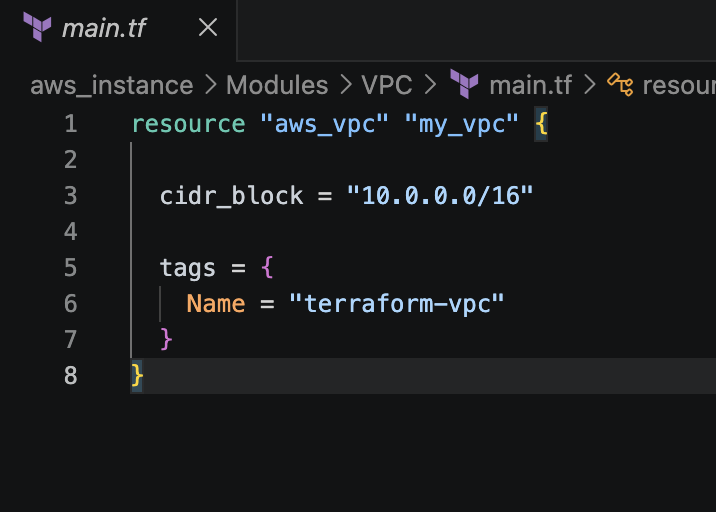 main.tf
aws_instance > Modules > VPC > main.tf > resour
1 resource "aws_vpc" "my_vpc" {
2
3   cidr_block = "10.0.0.0/16"
4
5   tags = {
6     Name = "terraform-vpc"
7   }
8 }